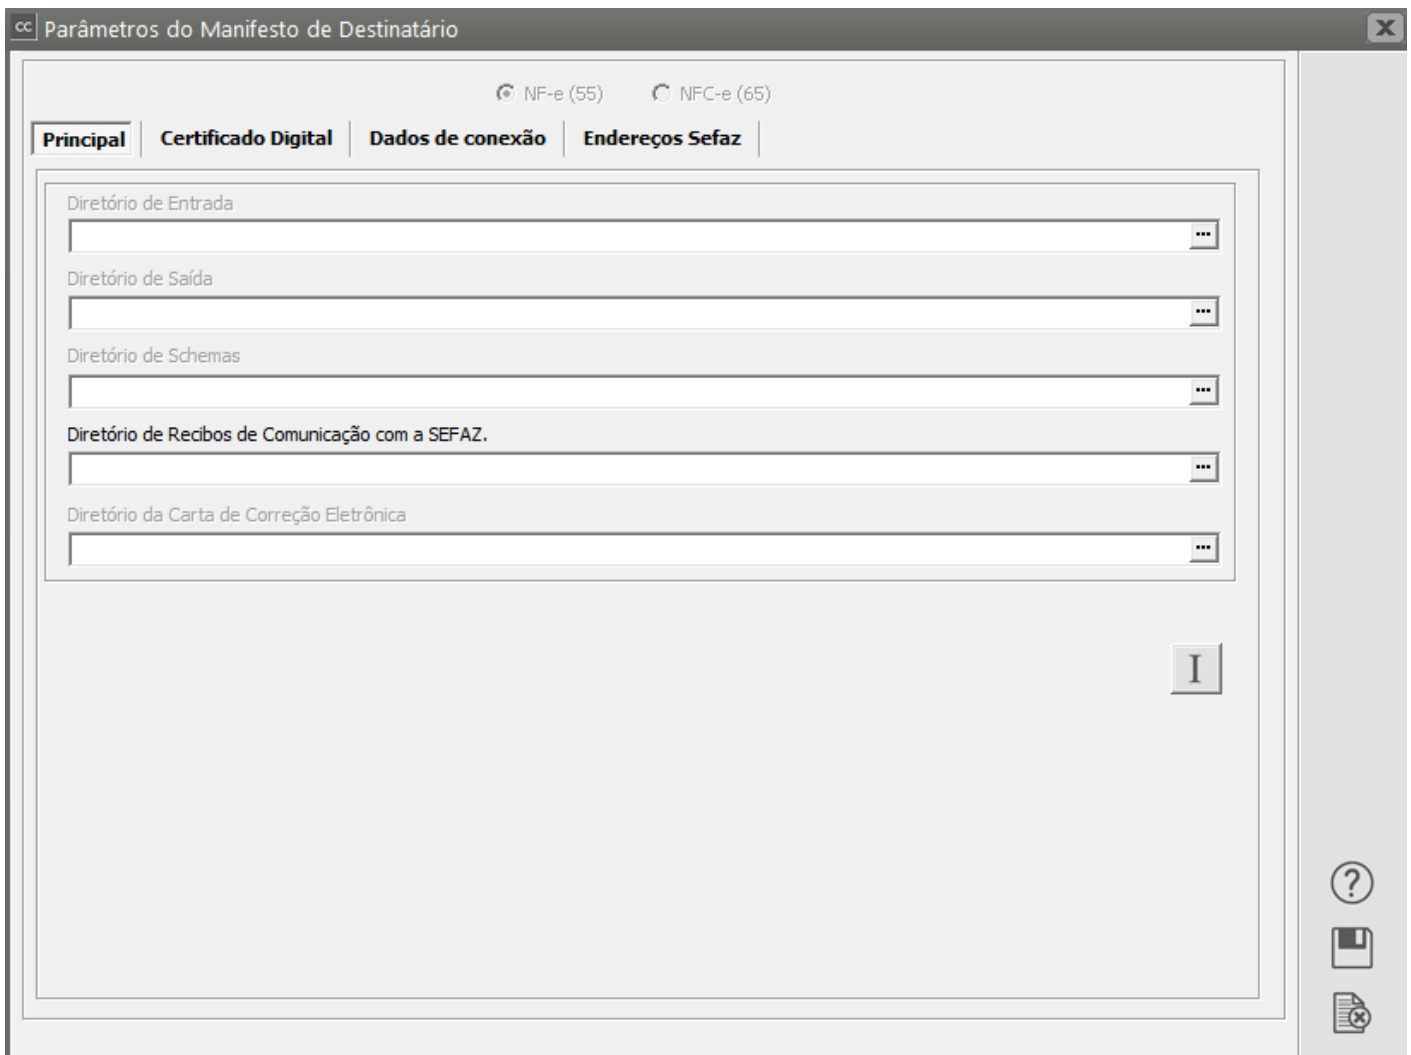 CC Parâmetros do Manifesto de Destinatário X
NF-e (55) NFC-e (65)
Principal Certificado Digital Dados de conexão Endereços Sefaz
Diretório de Entrada
...
Diretório de Saída
...
Diretório de Schemas
...
Diretório de Recibos de Comunicação com a SEFAZ.
...
Diretório da Carta de Correção Eletrônica
...
I
?